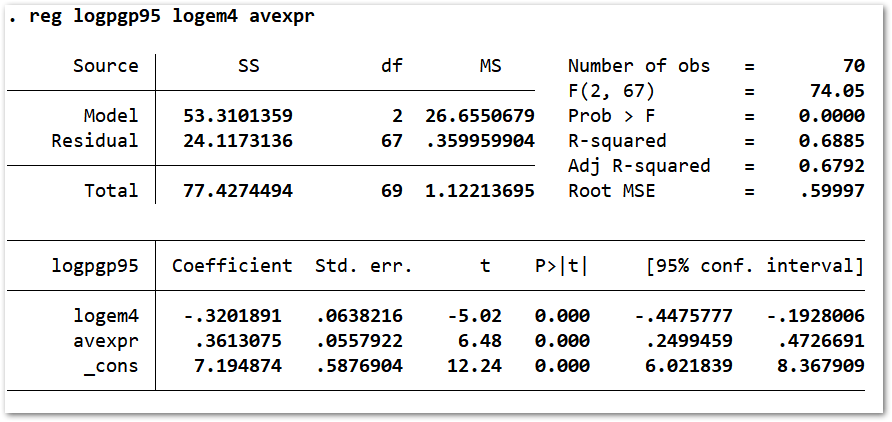 . reg logpgp95 logem4 avexpr
Source SS df MS Number of obs = 70
F(2, 67) = 74.05
Model 53.3101359 2 26.6550679 Prob > F = 0.0000
Residual 24.1173136 67 .359959904 R-squared = 0.6885
Adj R-squared = 0.6792
Total 77.4274494 69 1.12213695 Root MSE = .59997
logpgp95 Coefficient Std. err. t P>|t| [95% conf. interval]
logem4 -.3201891 .0638216 -5.02 0.000 -.4475777 -.1928006
avexpr .3613075 .0557922 6.48 0.000 .2499459 .4726691
_cons 7.194874 .5876904 12.24 0.000 6.021839 8.367909